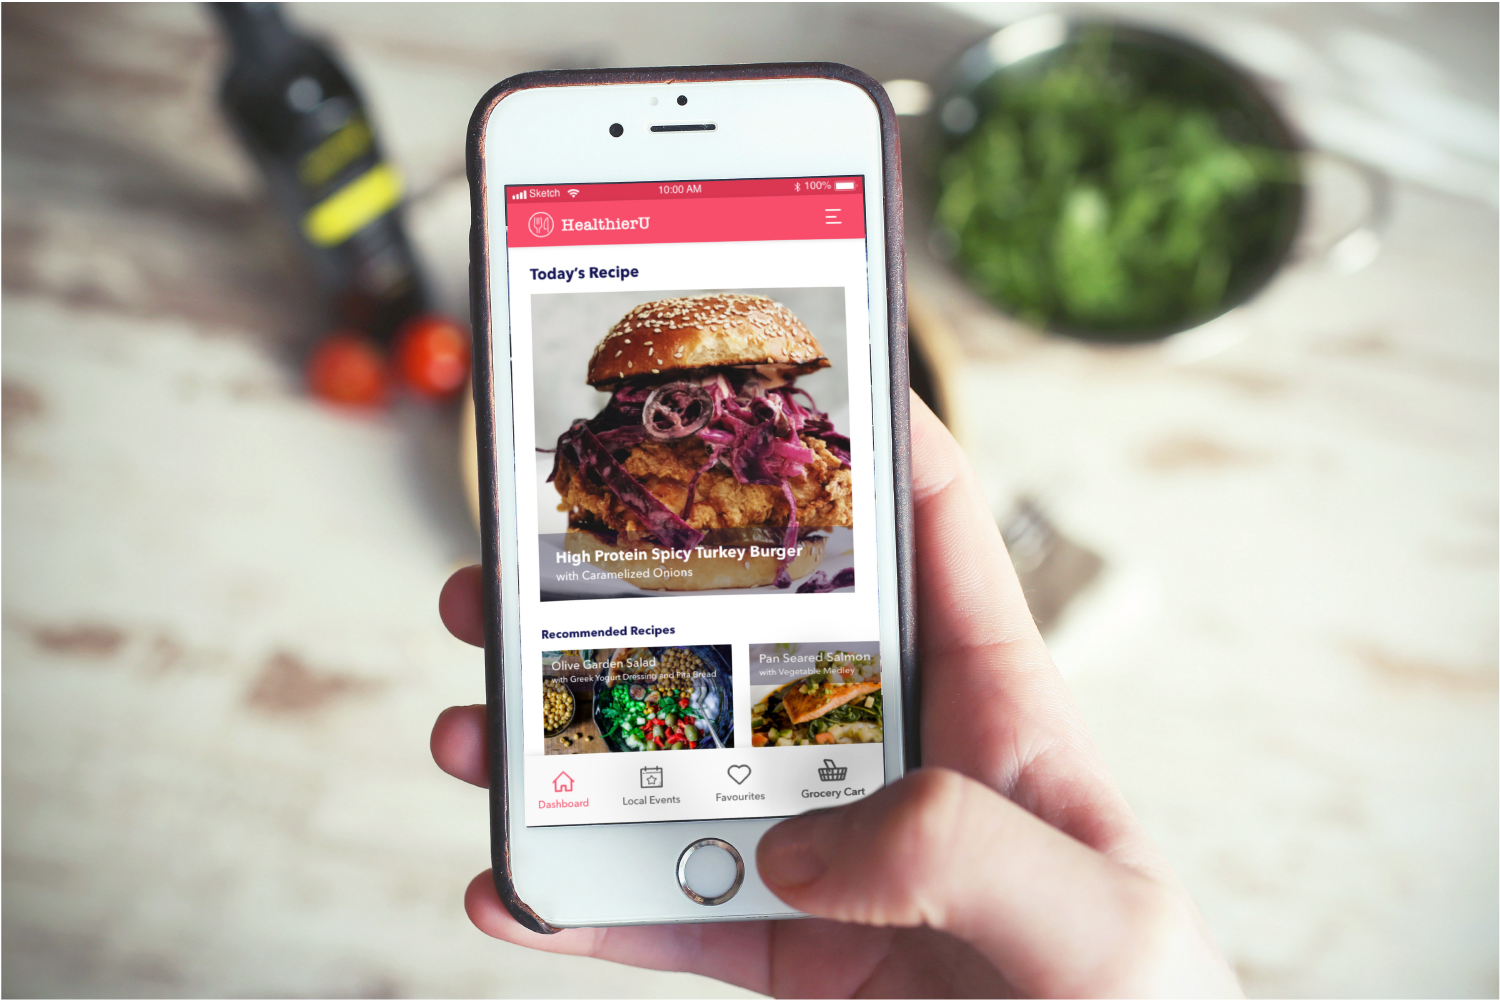 Sketch 10:00 AM 100%
HealthierU
Today's Recipe
High Protein Spicy Turkey Burger
with Caramelized Onions
Recommended Recipes
Olive Garden Salad
with Greek Yogurt Dressing and Pita Bread
Pan Seared Salmon
with Vegetable Medley
Dashboard Local Events Favourites Grocery Cart